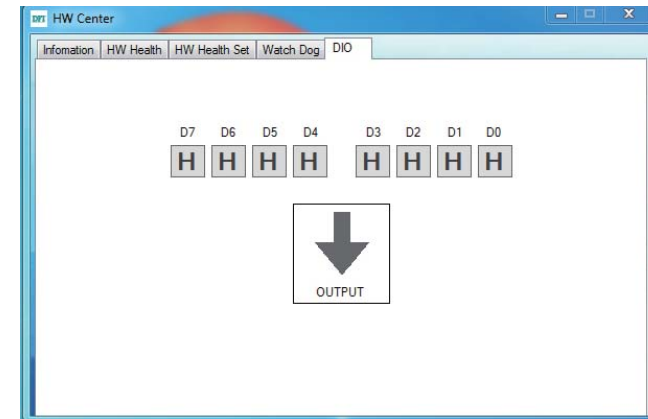 DFI HW Center
Infomation HW Health HW Health Set Watch Dog DIO
D7 D6 D5 D4 D3 D2 D1 D0
H H H H H H H H
OUTPUT